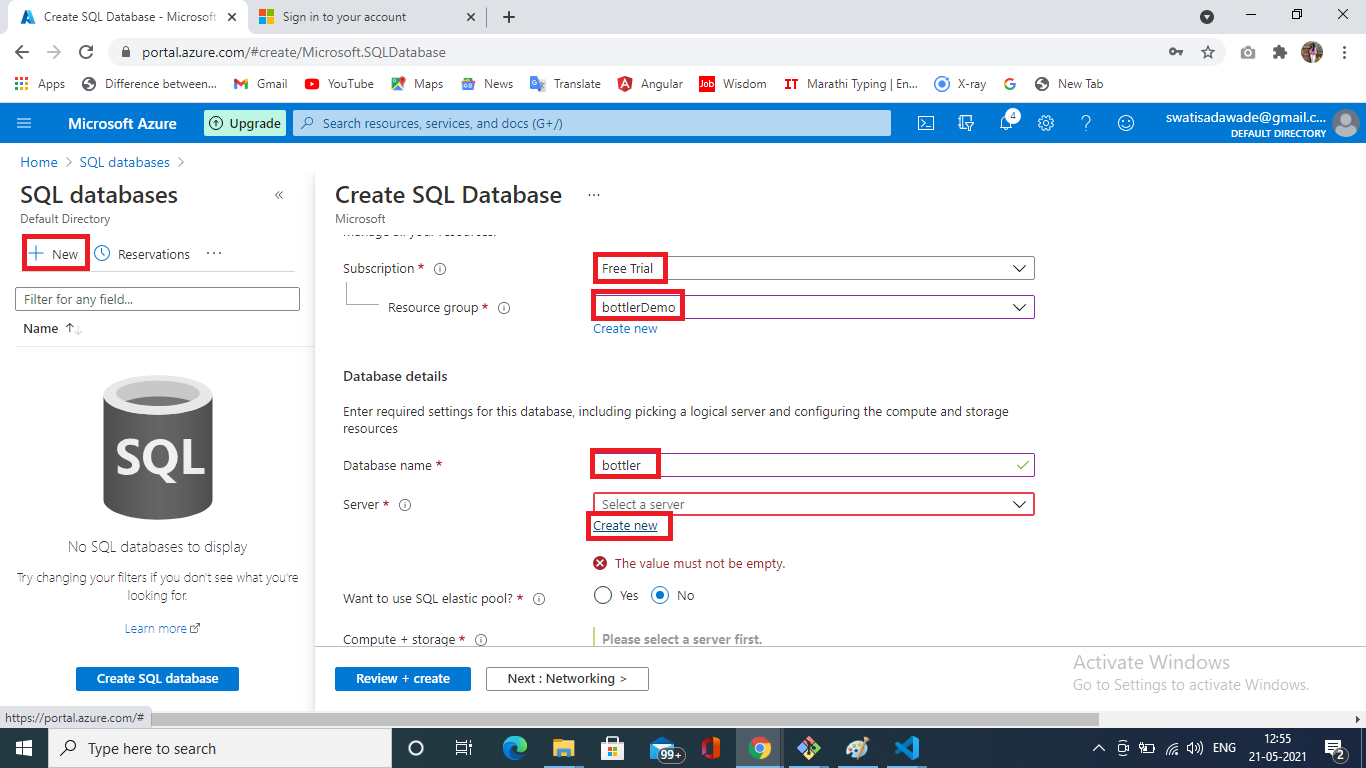 Create SQL Database - Microsoft
Sign in to your account
portal.azure.com/#create/Microsoft.SQLDatabase
Apps
Difference between...
Gmail
YouTube
Maps
News
Translate
Angular
Job
Wisdom
IT
Marathi Typing | En...
X-ray
New Tab
Microsoft Azure
Upgrade
Search resources, services, and docs (G+/)
4
swatisadawade@gmail.c...
DEFAULT DIRECTORY
Home > SQL databases >
SQL databases
«
Default Directory
+ New
Reservations
...
Filter for any field...
Name ↑↓
SQL
No SQL databases to display
Try changing your filters if you don't see what you're
looking for.
Learn more
Create SQL database
Create SQL Database
...
Microsoft
manage all your resources.
Subscription *
Free Trial
Resource group *
bottlerDemo
Create new
Database details
Enter required settings for this database, including picking a logical server and configuring the compute and storage
resources
Database name *
bottler
Server *
Select a server
Create new
The value must not be empty.
Want to use SQL elastic pool? *
Yes
No
Compute + storage *
Please select a server first.
Review + create
Next : Networking >
Activate Windows
Go to Settings to activate Windows.
https://portal.azure.com/#
Type here to search
99+
ENG
12:55
21-05-2021
2